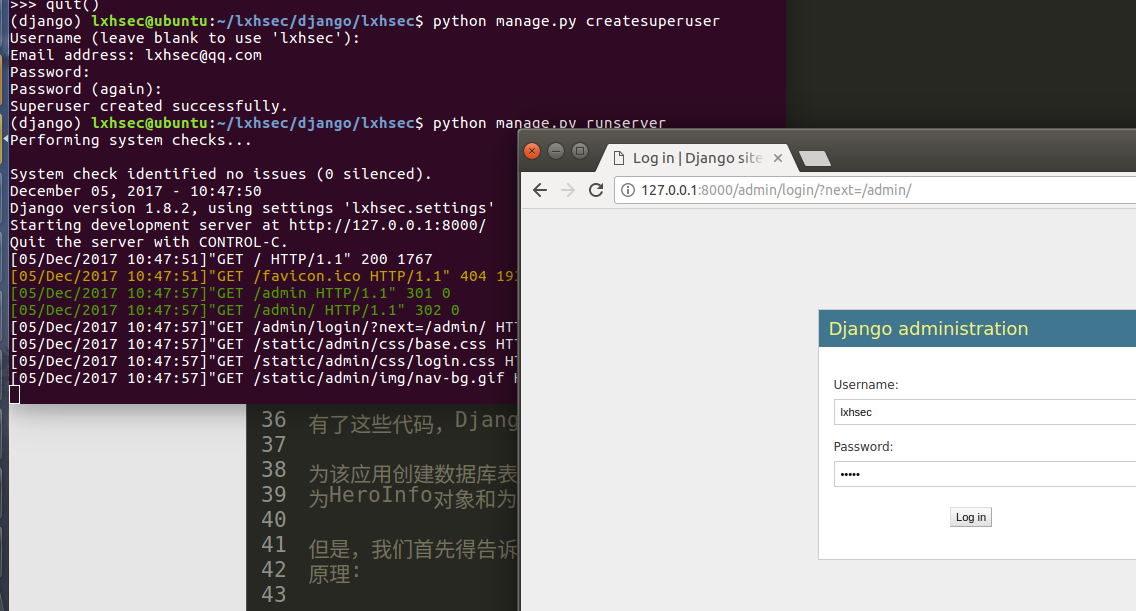 >>> quit()
(django) lxhsec@ubuntu:~/lxhsec/django/lxhsec$ python manage.py createsuperuser
Username (leave blank to use 'lxhsec'):
Email address: lxhsec@qq.com
Password:
Password (again):
Superuser created successfully.
(django) lxhsec@ubuntu:~/lxhsec/django/lxhsec$ python manage.py runserver
Performing system checks...
System check identified no issues (0 silenced).
December 05, 2017 - 10:47:50
Django version 1.8.2, using settings 'lxhsec.settings'
Starting development server at http://127.0.0.1:8000/
Quit the server with CONTROL-C.
[05/Dec/2017 10:47:51]"GET / HTTP/1.1" 200 1767
[05/Dec/2017 10:47:51]"GET /favicon.ico HTTP/1.1" 404
[05/Dec/2017 10:47:57]"GET /admin HTTP/1.1" 301 0
[05/Dec/2017 10:47:57]"GET /admin/ HTTP/1.1" 302 0
[05/Dec/2017 10:47:57]"GET /admin/login/?next=/admin/
[05/Dec/2017 10:47:57]"GET /static/admin/css/base.css
[05/Dec/2017 10:47:57]"GET /static/admin/css/login.css
[05/Dec/2017 10:47:57]"GET /static/admin/img/nav-bg.gif
Log in | Django site
127.0.0.1:8000/admin/login/?next=/admin/
Django administration
Username:
lxhsec
Password:
•••••
Log in
36 有了这些代码，Djang
37
38 为该应用创建数据库表
39 为HeroInfo对象和为
40
41 但是，我们首先得告诉
42 原理：
43